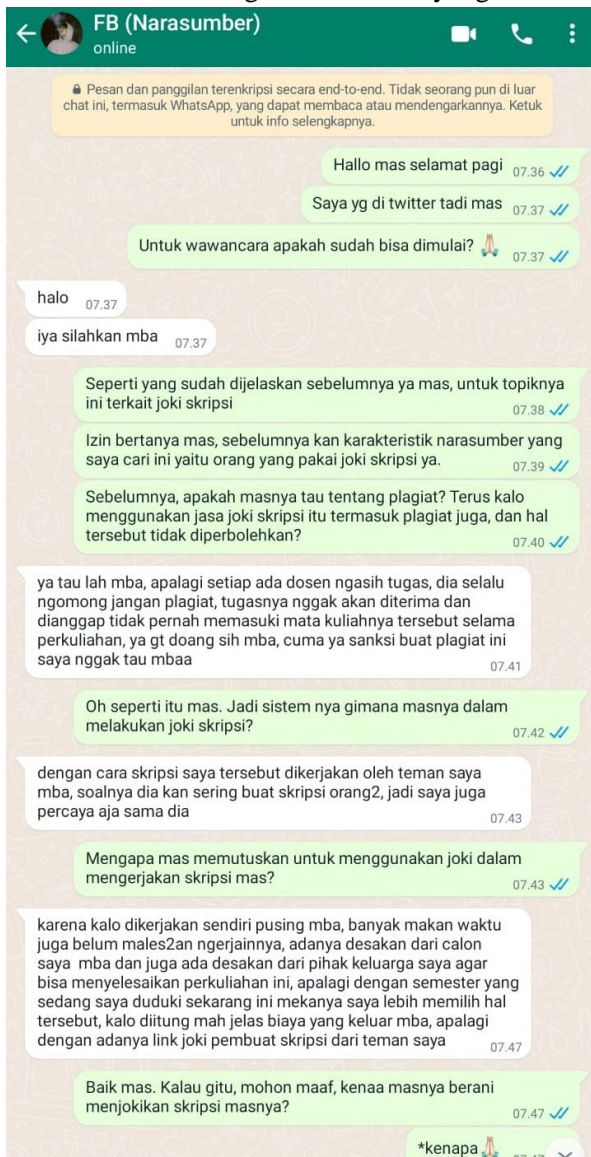 FB (Narasumber)
online
Pesan dan panggilan terenkripsi secara end-to-end. Tidak seorang pun di luar
chat ini, termasuk WhatsApp, yang dapat membaca atau mendengarkannya. Ketuk
untuk info selengkapnya.
Hallo mas selamat pagi 07.36
Saya yg di twitter tadi mas 07.37
Untuk wawancara apakah sudah bisa dimulai? 🙏🏻 07.37
halo 07.37
iya silahkan mba 07.37
Seperti yang sudah dijelaskan sebelumnya ya mas, untuk topiknya
ini terkait joki skripsi 07.38
Izin bertanya mas, sebelumnya kan karakteristik narasumber yang
saya cari ini yaitu orang yang pakai joki skripsi ya. 07.39
Sebelumnya, apakah masnya tau tentang plagiat? Terus kalo
menggunakan jasa joki skripsi itu termasuk plagiat juga, dan hal
tersebut tidak diperbolehkan? 07.40
ya tau lah mba, apalagi setiap ada dosen ngasih tugas, dia selalu
ngomong jangan plagiat, tugasnya nggak akan diterima dan
dianggap tidak pernah memasuki mata kuliahnya tersebut selama
perkuliahan, ya gt doang sih mba, cuma ya sanksi buat plagiat ini
saya nggak tau mbaa 07.41
Oh seperti itu mas. Jadi sistem nya gimana masnya dalam
melakukan joki skripsi? 07.42
dengan cara skripsi saya tersebut dikerjakan oleh teman saya
mba, soalnya dia kan sering buat skripsi orang2, jadi saya juga
percaya aja sama dia 07.43
Mengapa mas memutuskan untuk menggunakan joki dalam
mengerjakan skripsi mas? 07.43
karena kalo dikerjakan sendiri pusing mba, banyak makan waktu
juga belum males2an ngerjainnya, adanya desakan dari calon
saya mba dan juga ada desakan dari pihak keluarga saya agar
bisa menyelesaikan perkuliahan ini, apalagi dengan semester yang
sedang saya duduki sekarang ini mekanya saya lebih memilih hal
tersebut, kalo diitung mah jelas biaya yang keluar mba, apalagi
dengan adanya link joki pembuat skripsi dari teman saya 07.47
Baik mas. Kalau gitu, mohon maaf, kenaa masnya berani
menjokikan skripsi masnya? 07.47
*kenapa 🙏🏻